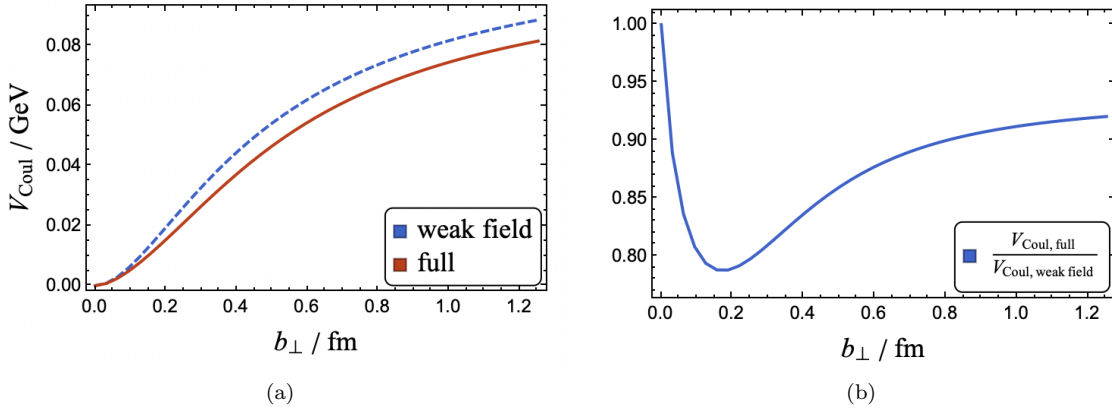 V_Coul / GeV
0.08
0.06
0.04
0.02
0.00
0.0 0.2 0.4 0.6 0.8 1.0 1.2
b⊥ / fm
weak field
full
(a)
1.00
0.95
0.90
0.85
0.80
0.0 0.2 0.4 0.6 0.8 1.0 1.2
b⊥ / fm
V_Coul, full
V_Coul, weak field
(b)